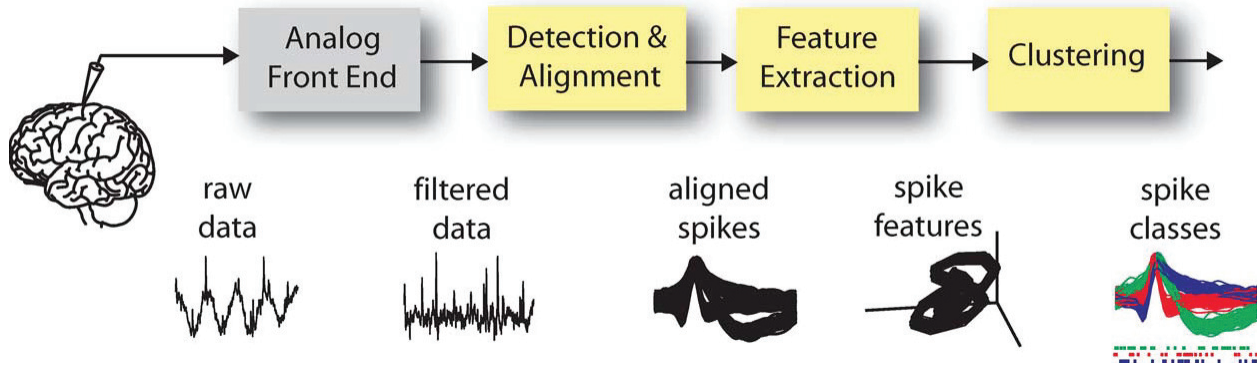 Analog
Front End
Detection &
Alignment
Feature
Extraction
Clustering
raw
data
filtered
data
aligned
spikes
spike
features
spike
classes